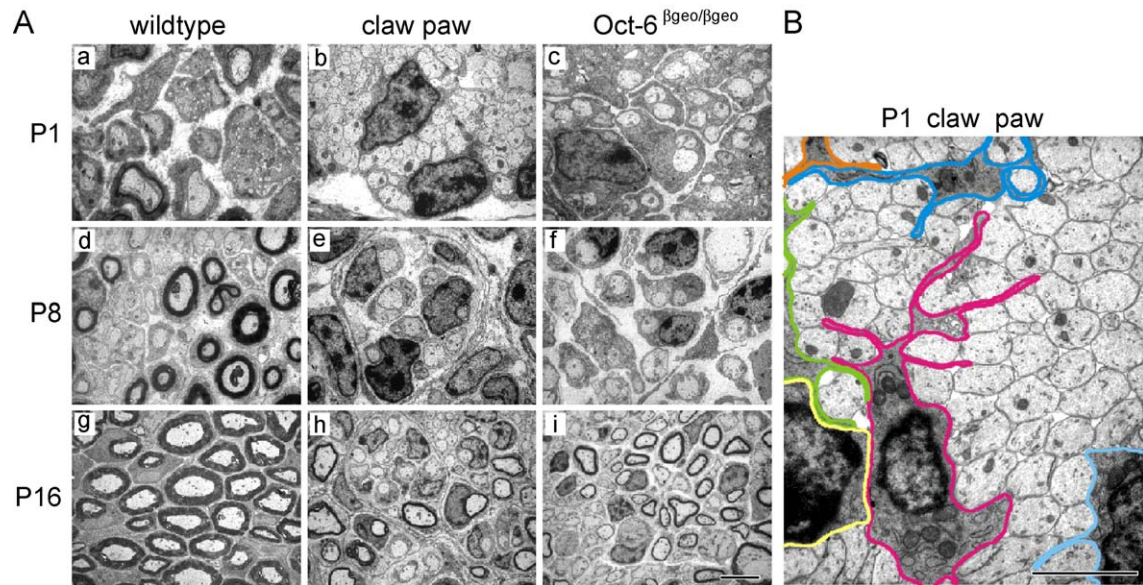 A
wildtype
claw paw
Oct-6 βgeo/βgeo
B
P1
a
b
c
P1 claw paw
P8
d
e
f
P16
g
h
i